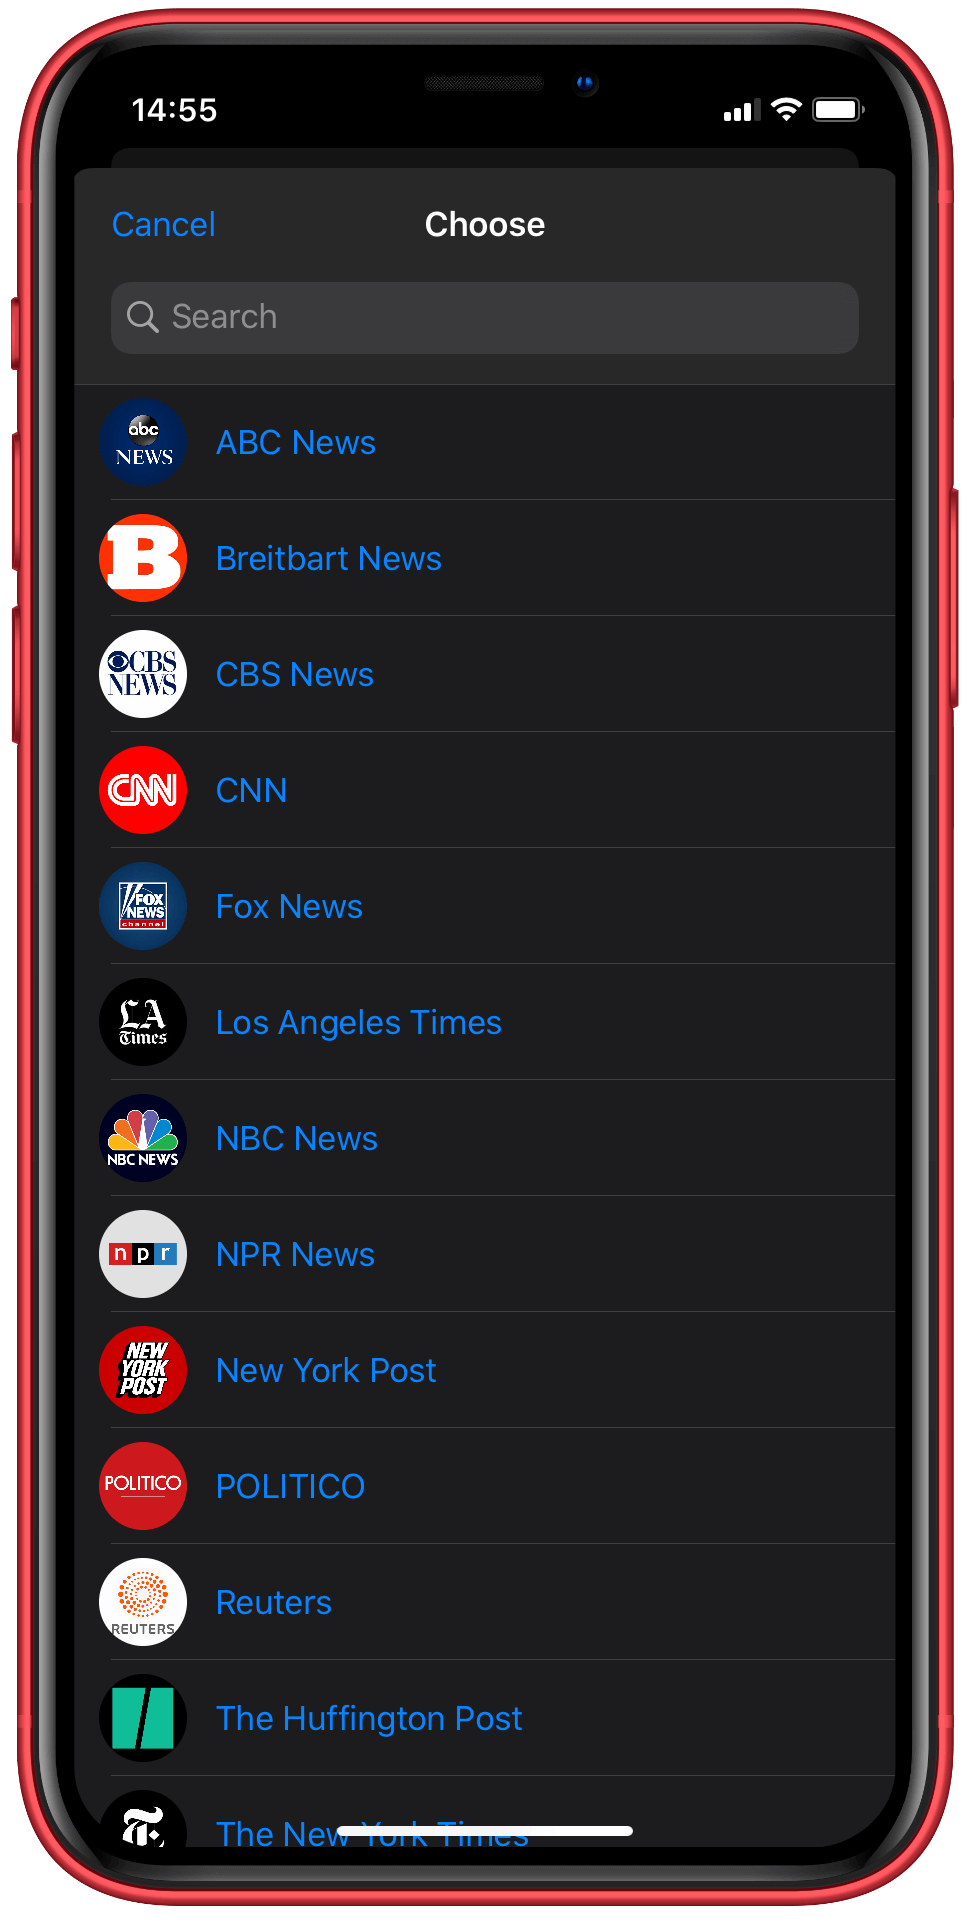 14:55
Cancel
Choose
Search
abc
NEWS
ABC News
B
Breitbart News
CBS
NEWS
CBS News
CNN
CNN
FOX
NEWS
channel
Fox News
LA
Times
Los Angeles Times
NBC NEWS
NBC News
npr
NPR News
NEW
YORK
POST
New York Post
POLITICO
POLITICO
REUTERS
Reuters
The Huffington Post
T
The New York Times